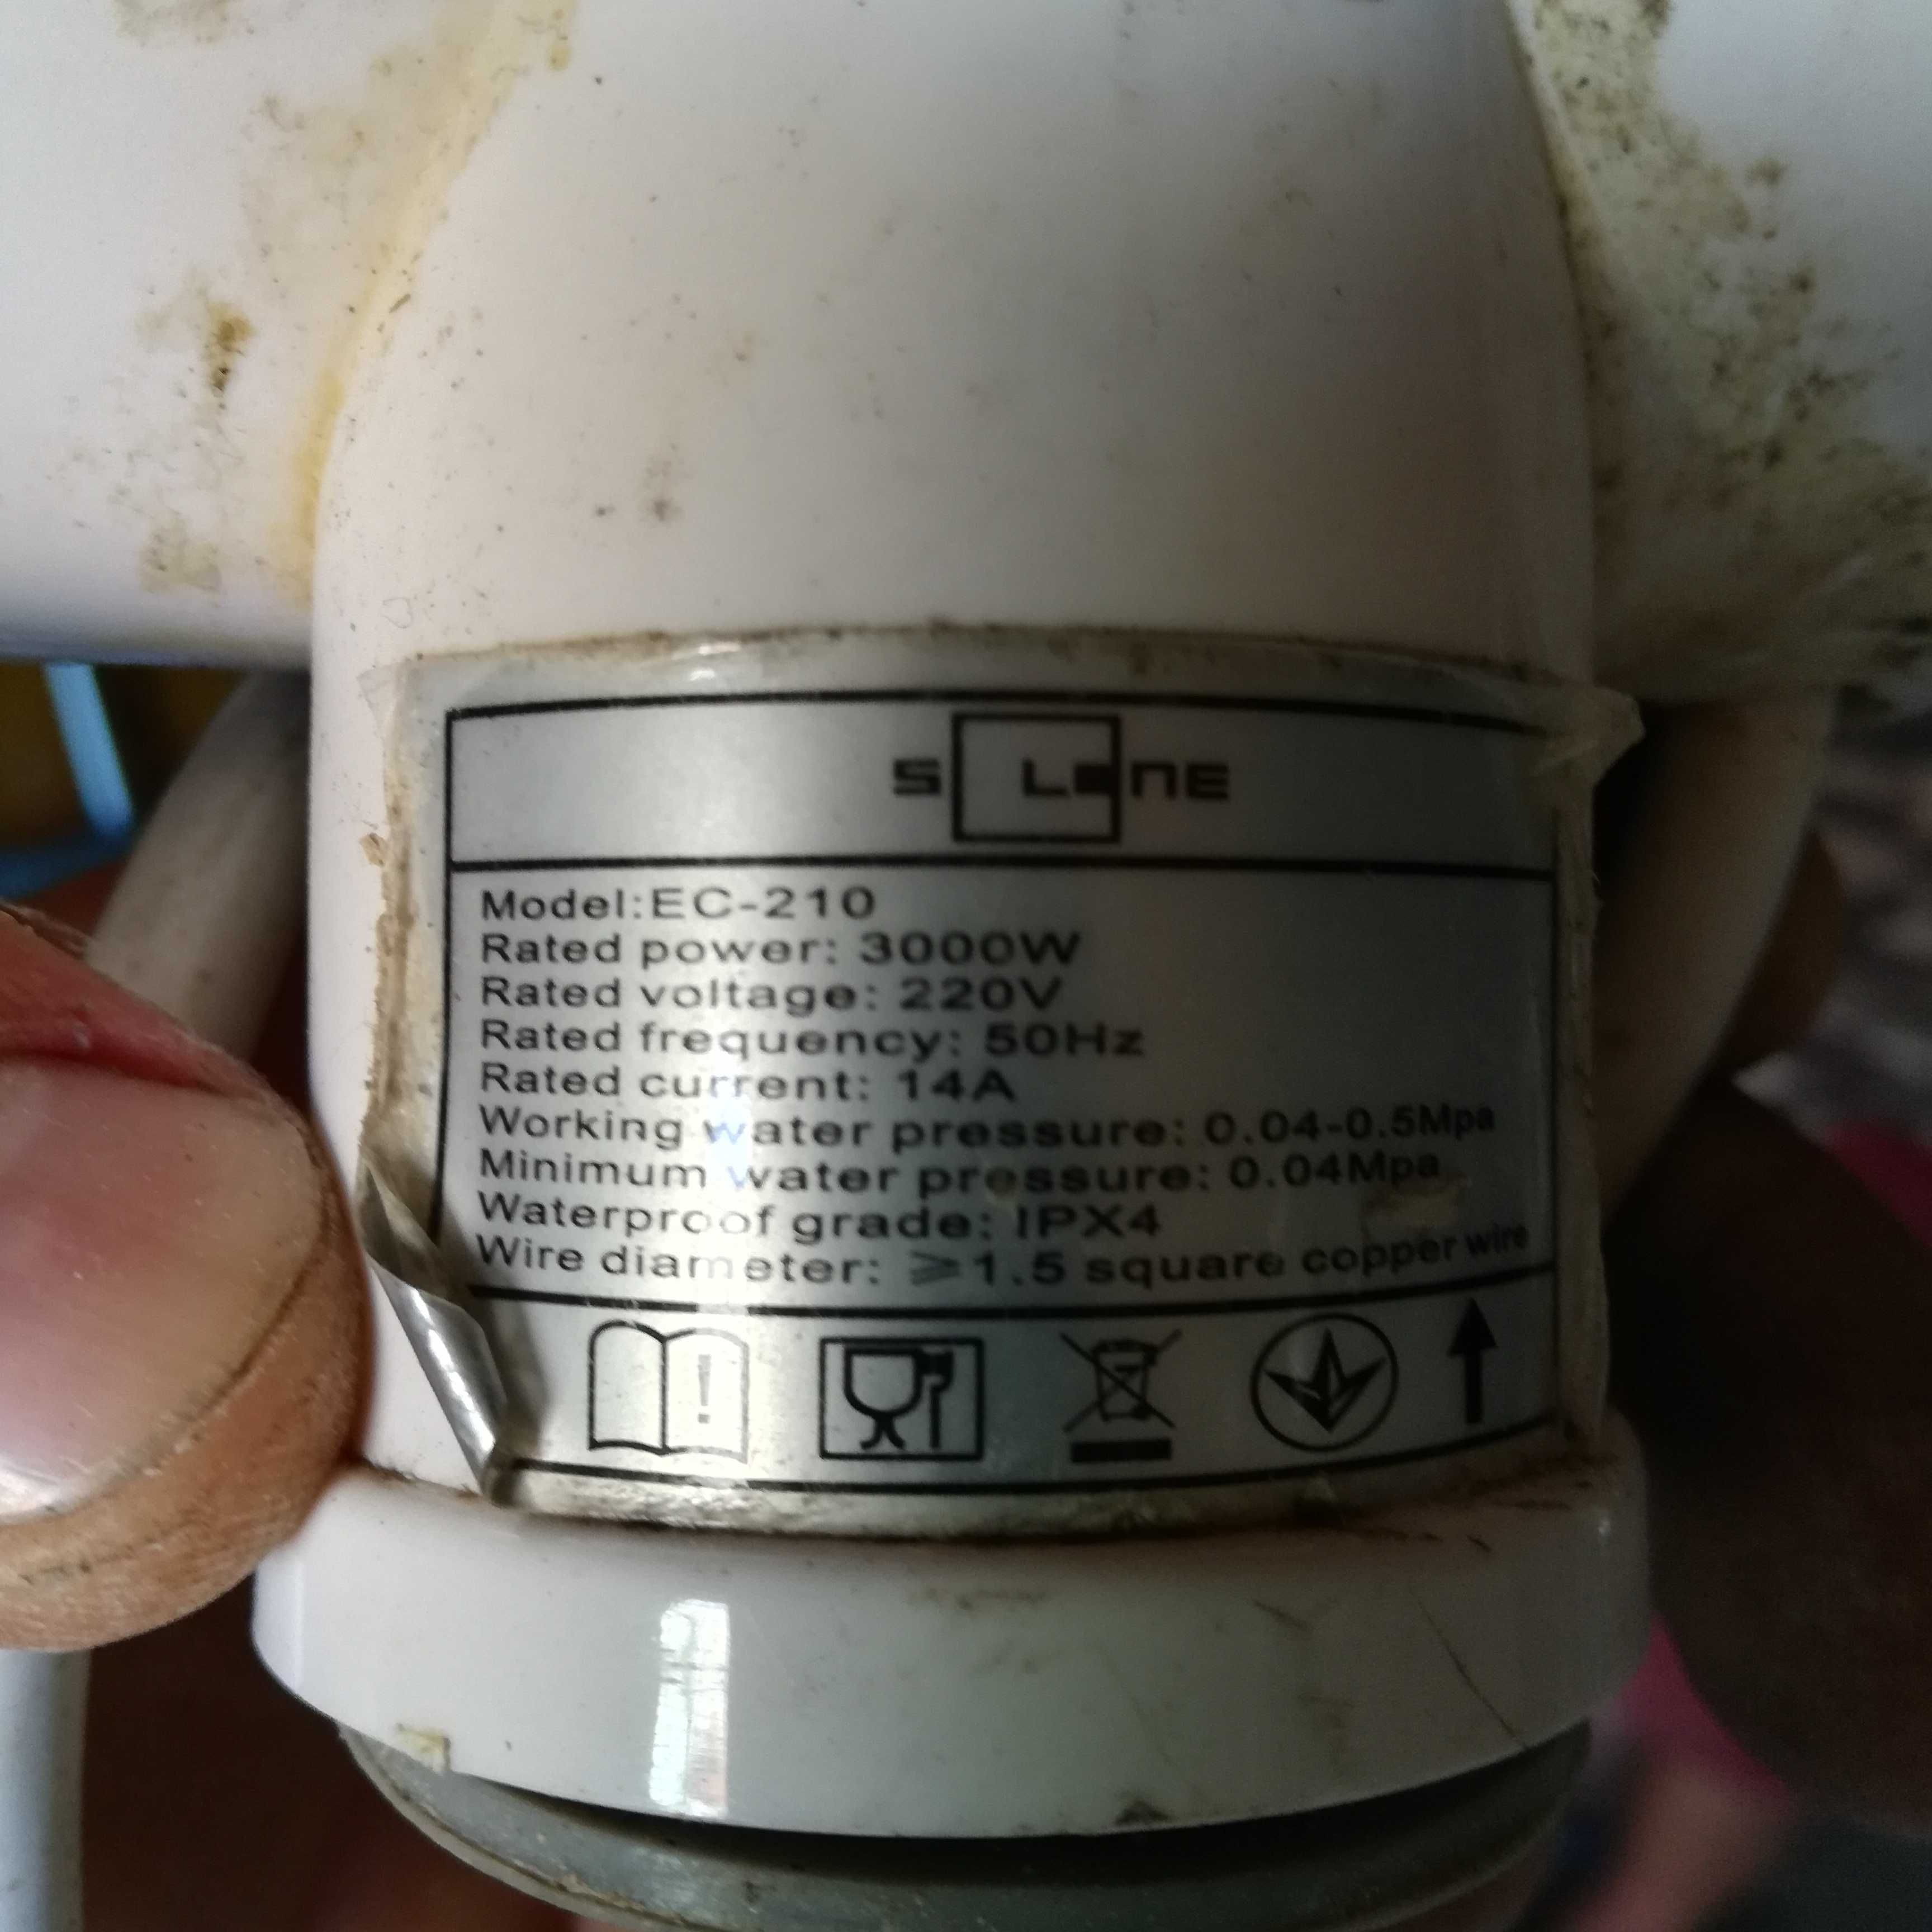 SOLONE
Model:EC-210
Rated power: 3000W
Rated voltage: 220V
Rated frequency: 50Hz
Rated current: 14A
Working water pressure: 0.04-0.5Mpa
Minimum water pressure: 0.04Mpa
Waterproof grade: IPX4
Wire diameter: ⩾1.5 square copper wire